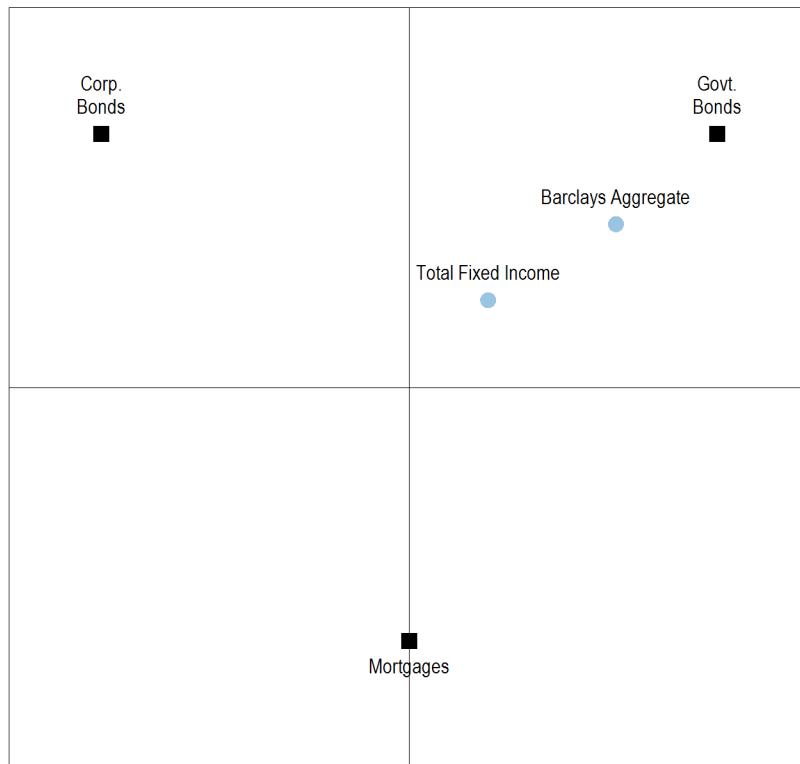 Corp.
Bonds
Govt.
Bonds
Barclays Aggregate
Total Fixed Income
Mortgages